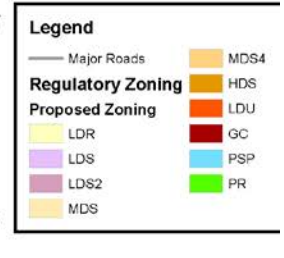 Legend
Major Roads
Regulatory Zoning
Proposed Zoning
LDR
LDS
LDS2
MDS
MDS4
HDS
LDU
GC
PSP
PR